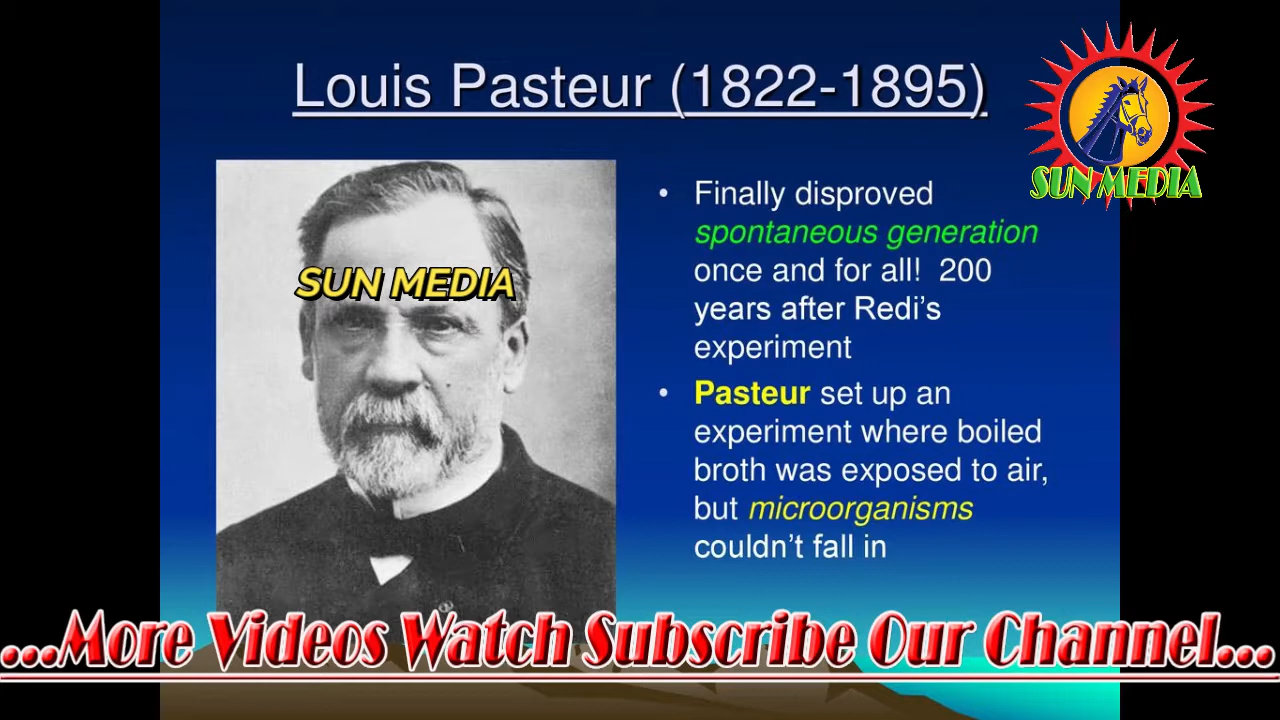 Louis Pasteur (1822-1895)
SUN MEDIA
SUN MEDIA
• Finally disproved
spontaneous generation
once and for all!  200
years after Redi's
experiment
• Pasteur set up an
experiment where boiled
broth was exposed to air,
but microorganisms
couldn't fall in
...More Videos Watch Subscribe Our Channel...